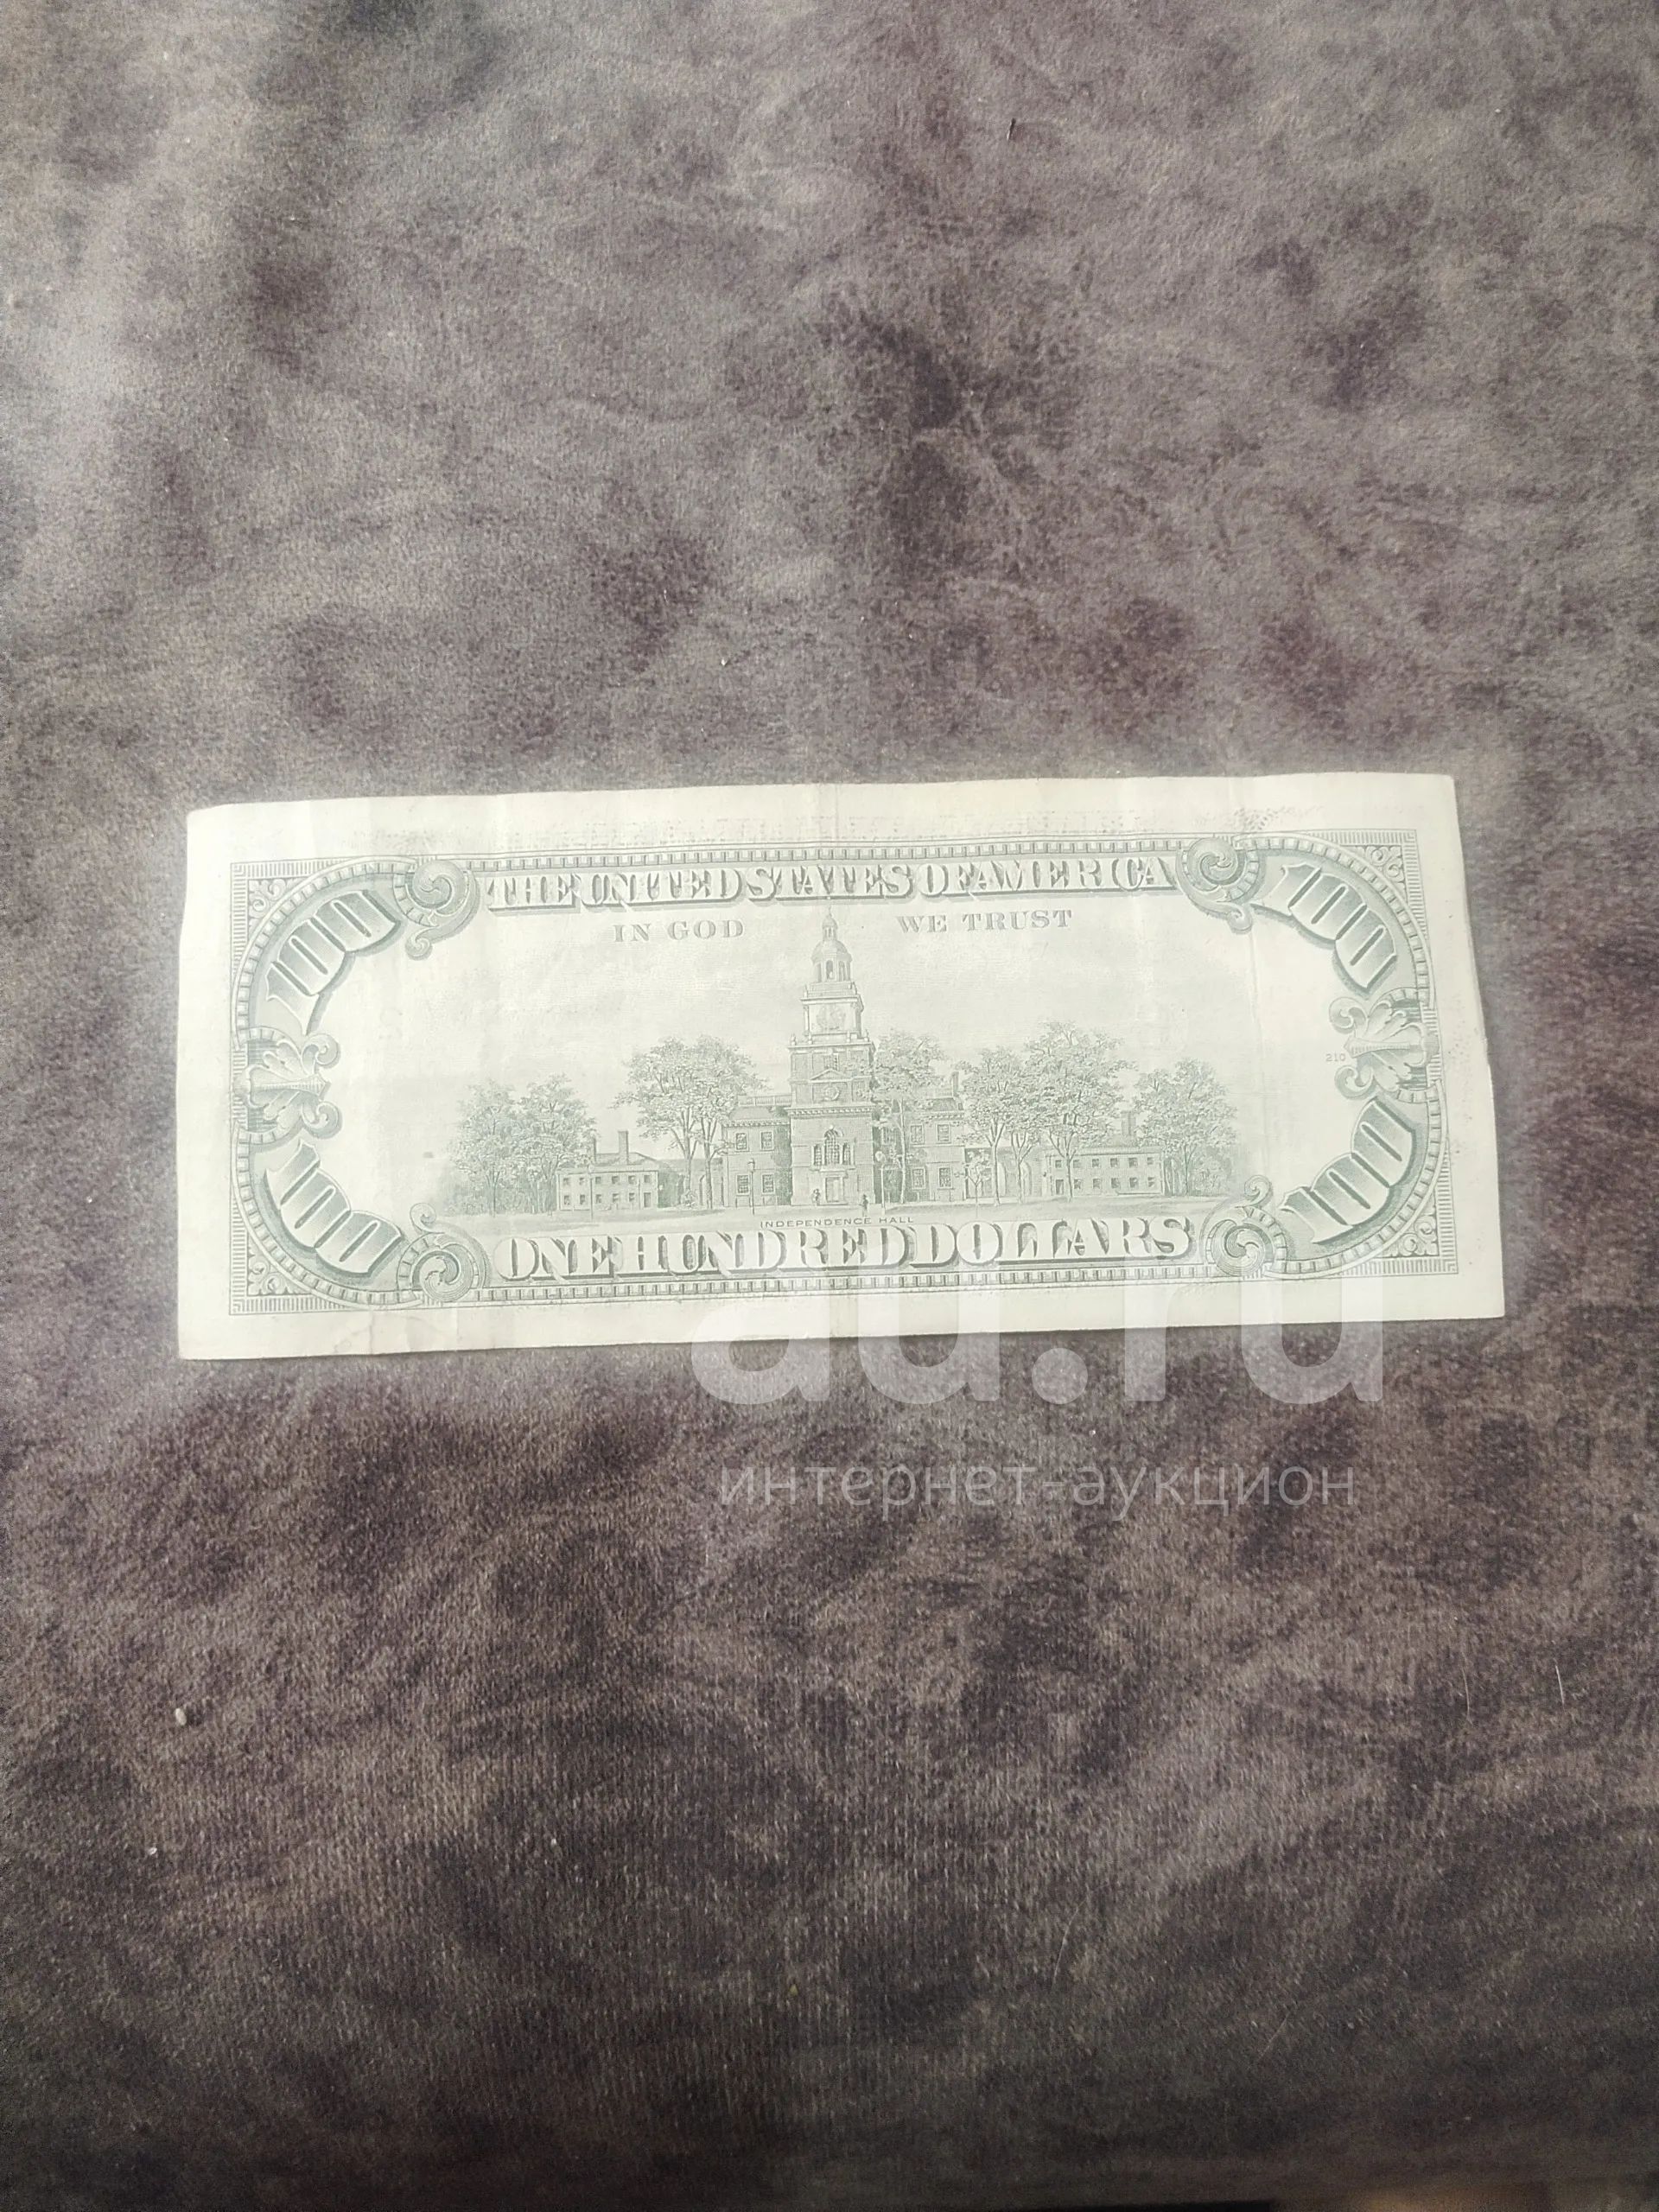 THE UNITED STATES OF AMERICA
100
100
IN GOD WE TRUST
210
INDEPENDENCE HALL
100
100
ONE HUNDRED DOLLARS
au.ru
интернет-аукцион